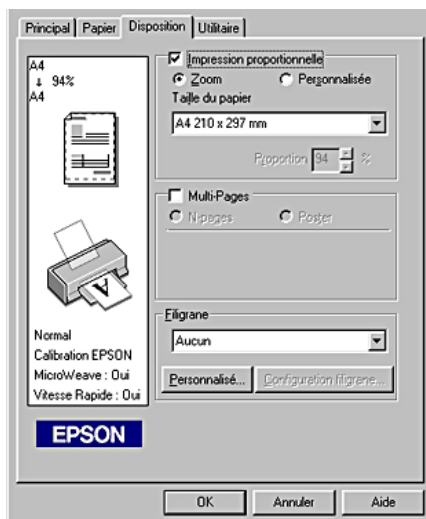 Principal
Papier
Disposition
Utilitaire
A4
↓ 94%
A4
Normal
Calibration EPSON
MicroWeave : Oui
Vitesse Rapide : Oui
EPSON
Impression proportionnelle
Zoom
Personnalisée
Taille du papier
A4 210 x 297 mm
Proportion 94 %
Multi-Pages
N-pages
Poster
Filigrane
Aucun
Personnalisé...
Configuration filigrane...
OK
Annuler
Aide